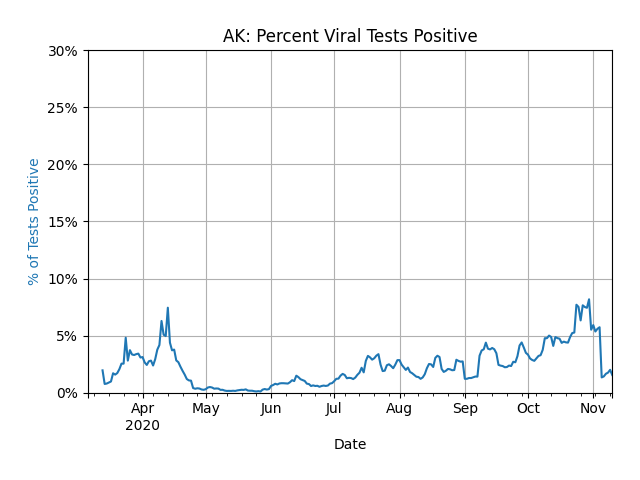 AK: Percent Viral Tests Positive
30%
25%
20%
15%
10%
5%
0%
% of Tests Positive
Apr May Jun Jul Aug Sep Oct Nov
2020
Date